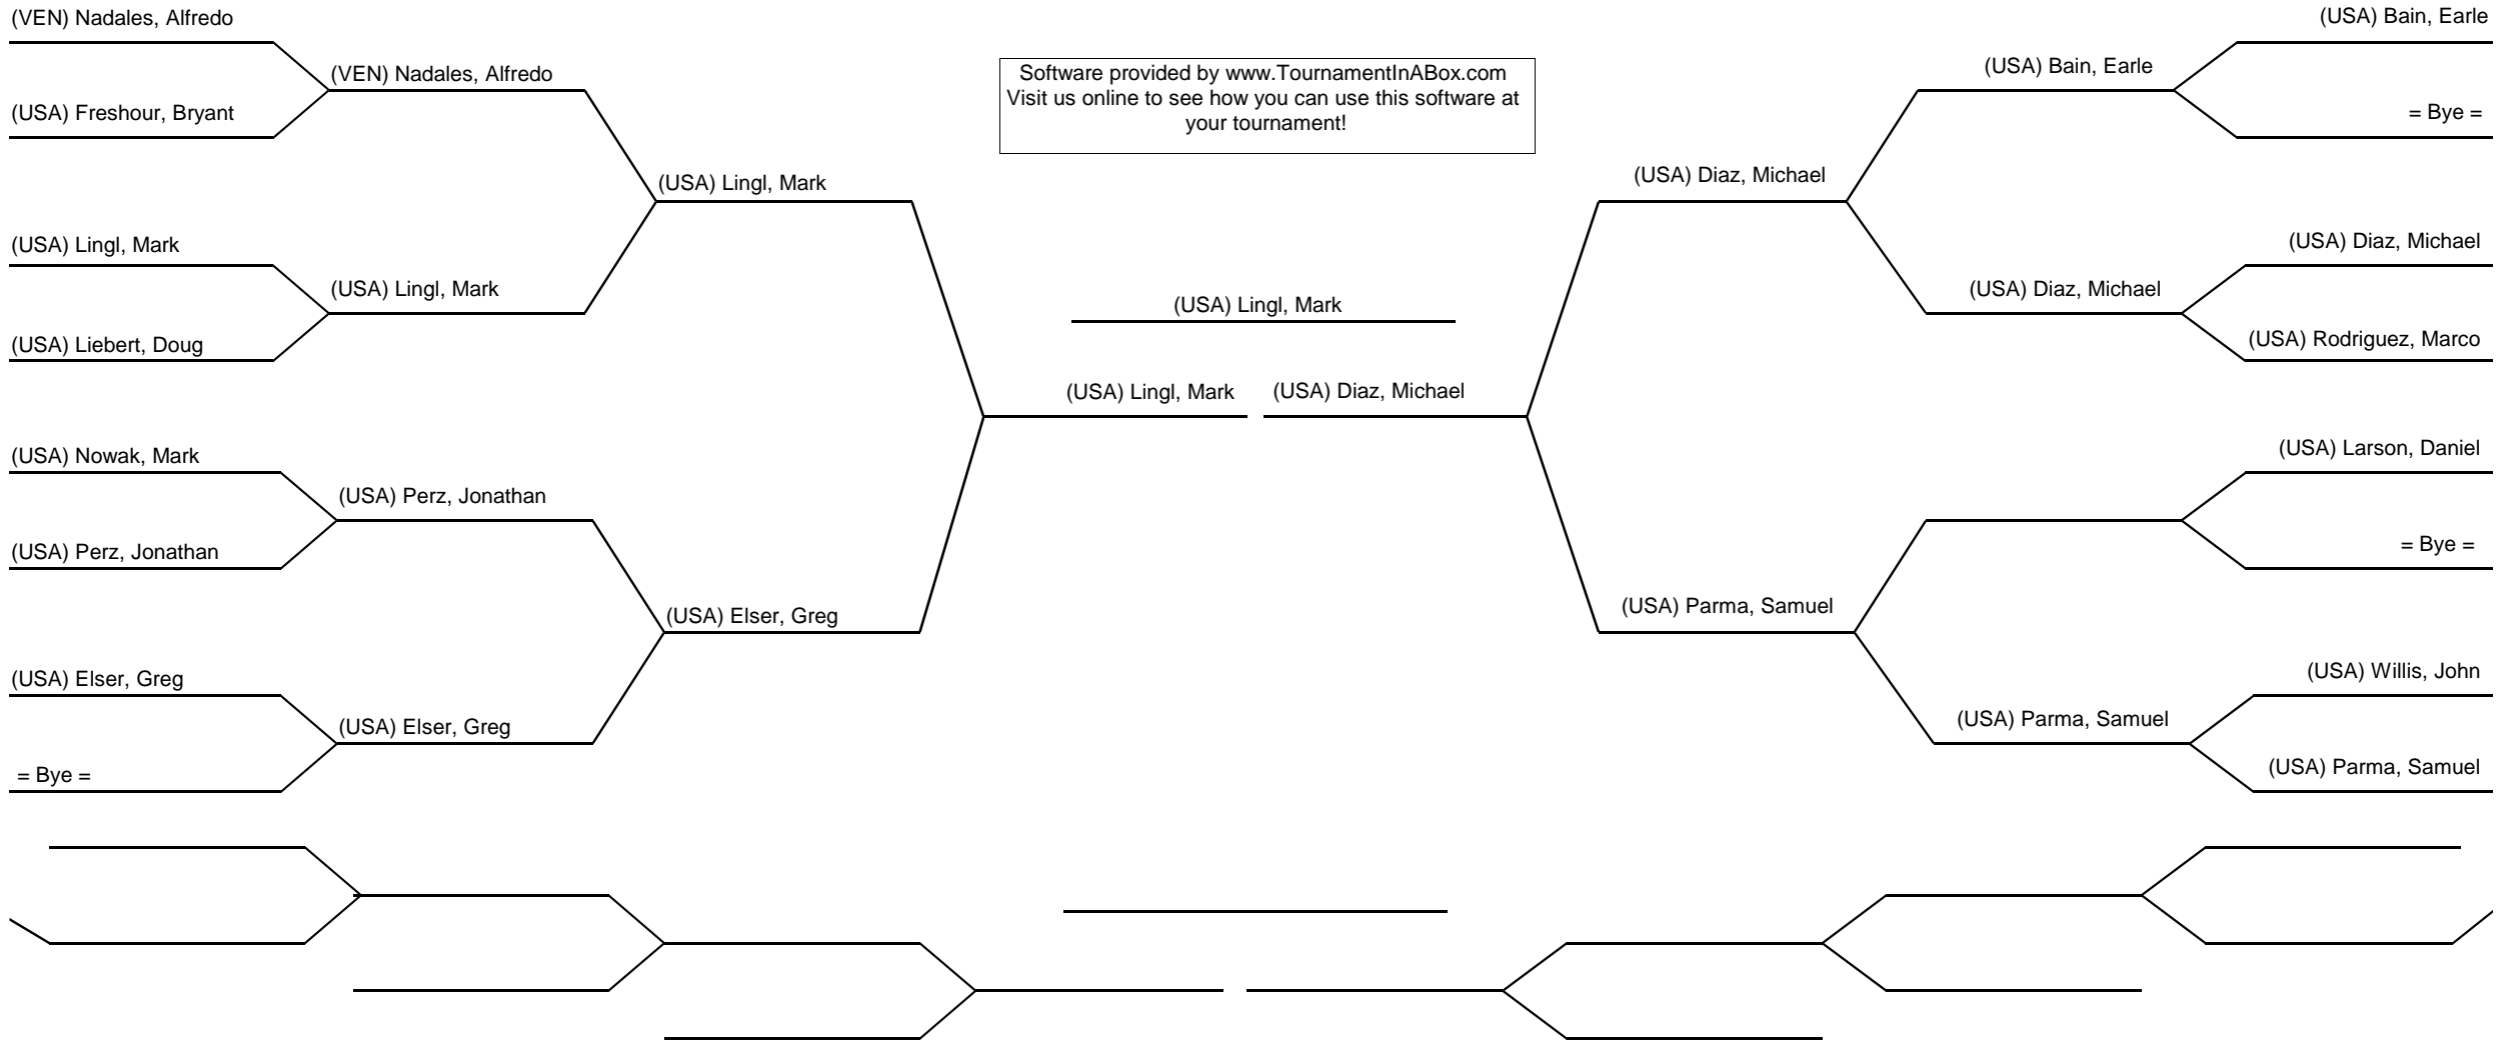 (VEN) Nadales, Alfredo
(USA) Freshour, Bryant
(USA) Lingl, Mark
(USA) Liebert, Doug
(USA) Nowak, Mark
(USA) Perz, Jonathan
(USA) Elser, Greg
= Bye =
(VEN) Nadales, Alfredo
(USA) Lingl, Mark
(USA) Perz, Jonathan
(USA) Elser, Greg
(USA) Lingl, Mark
(USA) Elser, Greg
Software provided by www.TournamentInABox.com
Visit us online to see how you can use this software at
your tournament!
(USA) Lingl, Mark
(USA) Lingl, Mark
(USA) Diaz, Michael
(USA) Diaz, Michael
(USA) Parma, Samuel
(USA) Bain, Earle
(USA) Diaz, Michael
(USA) Parma, Samuel
(USA) Bain, Earle
= Bye =
(USA) Diaz, Michael
(USA) Rodriguez, Marco
(USA) Larson, Daniel
= Bye =
(USA) Willis, John
(USA) Parma, Samuel